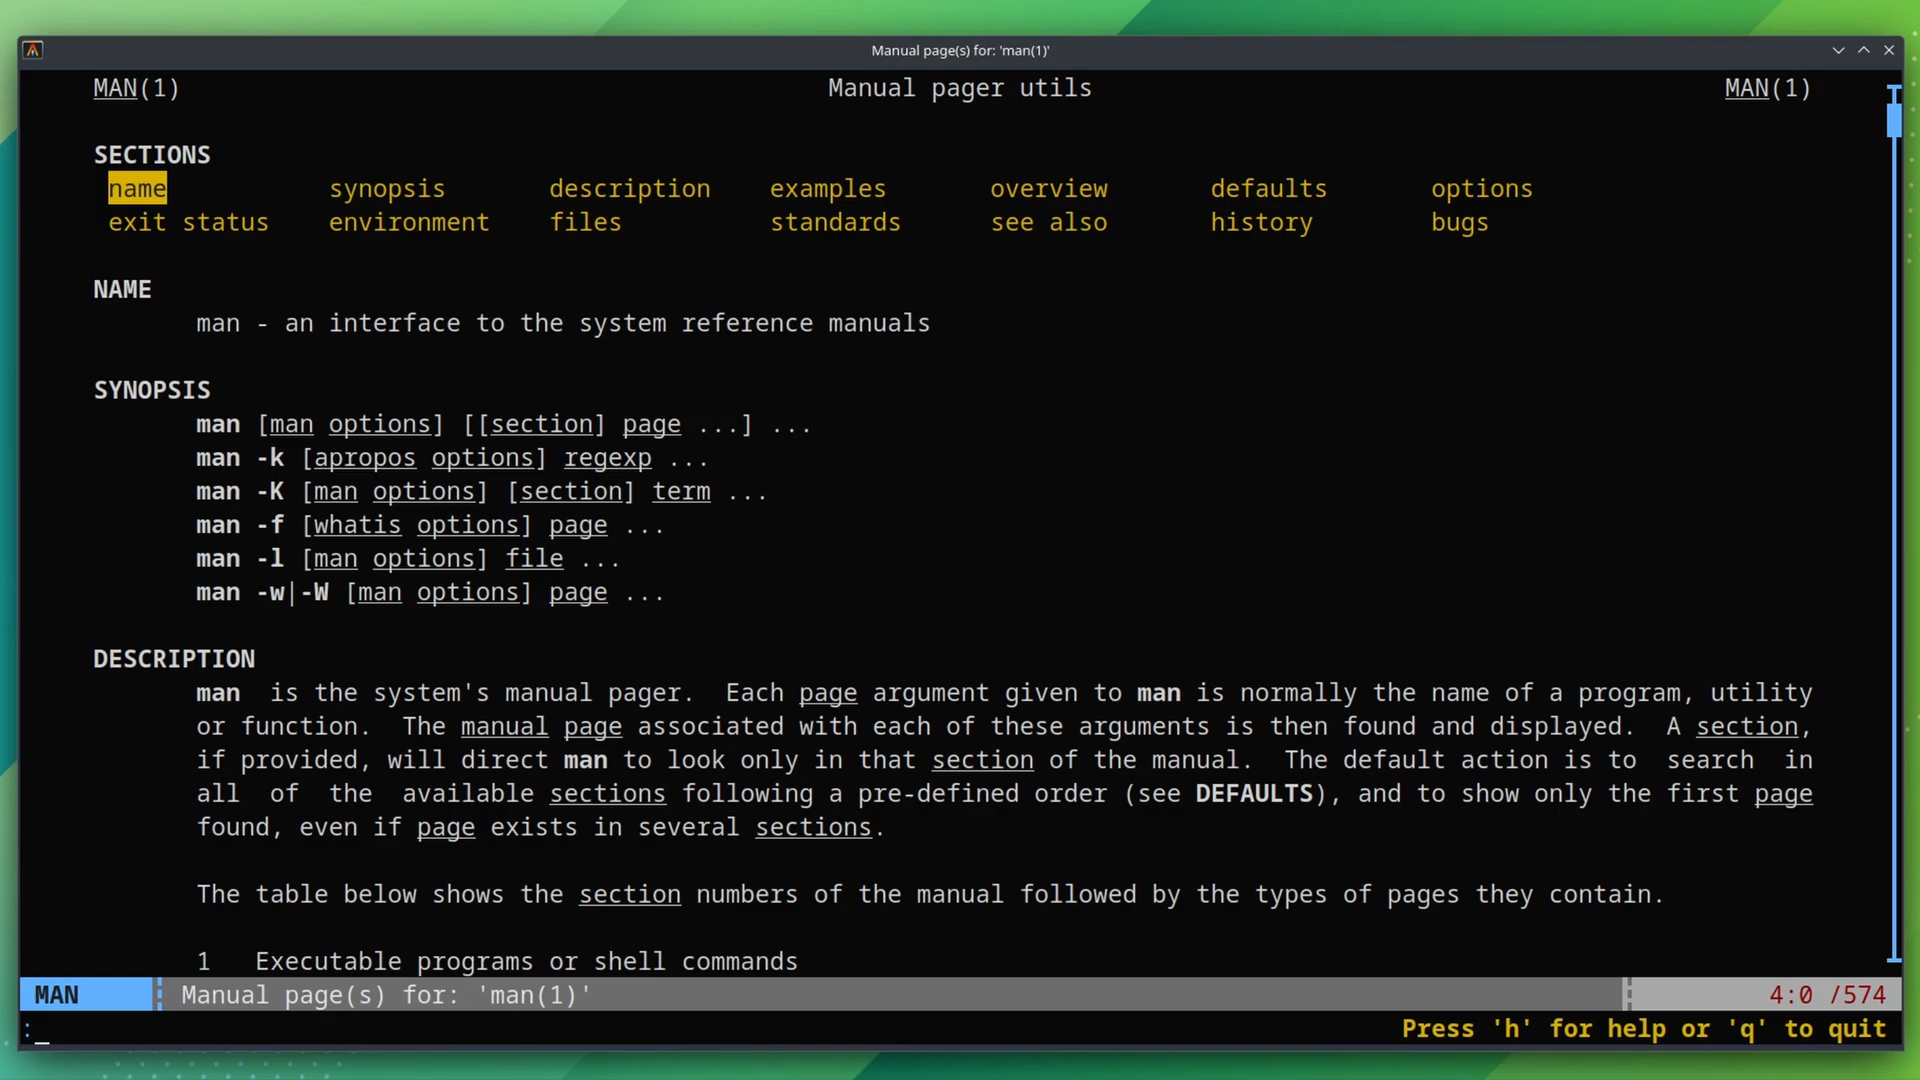 Manual page(s) for: 'man(1)'
MAN(1) Manual pager utils MAN(1)
SECTIONS
name synopsis description examples overview defaults options
exit status environment files standards see also history bugs
NAME
man - an interface to the system reference manuals
SYNOPSIS
man [man options] [[section] page ...] ...
man -k [apropos options] regexp ...
man -K [man options] [section] term ...
man -f [whatis options] page ...
man -l [man options] file ...
man -w|-W [man options] page ...
DESCRIPTION
man is the system's manual pager. Each page argument given to man is normally the name of a program, utility
or function. The manual page associated with each of these arguments is then found and displayed. A section,
if provided, will direct man to look only in that section of the manual. The default action is to search in
all of the available sections following a pre-defined order (see DEFAULTS), and to show only the first page
found, even if page exists in several sections.
The table below shows the section numbers of the manual followed by the types of pages they contain.
1 Executable programs or shell commands
MAN Manual page(s) for: 'man(1)' 4:0 /574
: Press 'h' for help or 'q' to quit